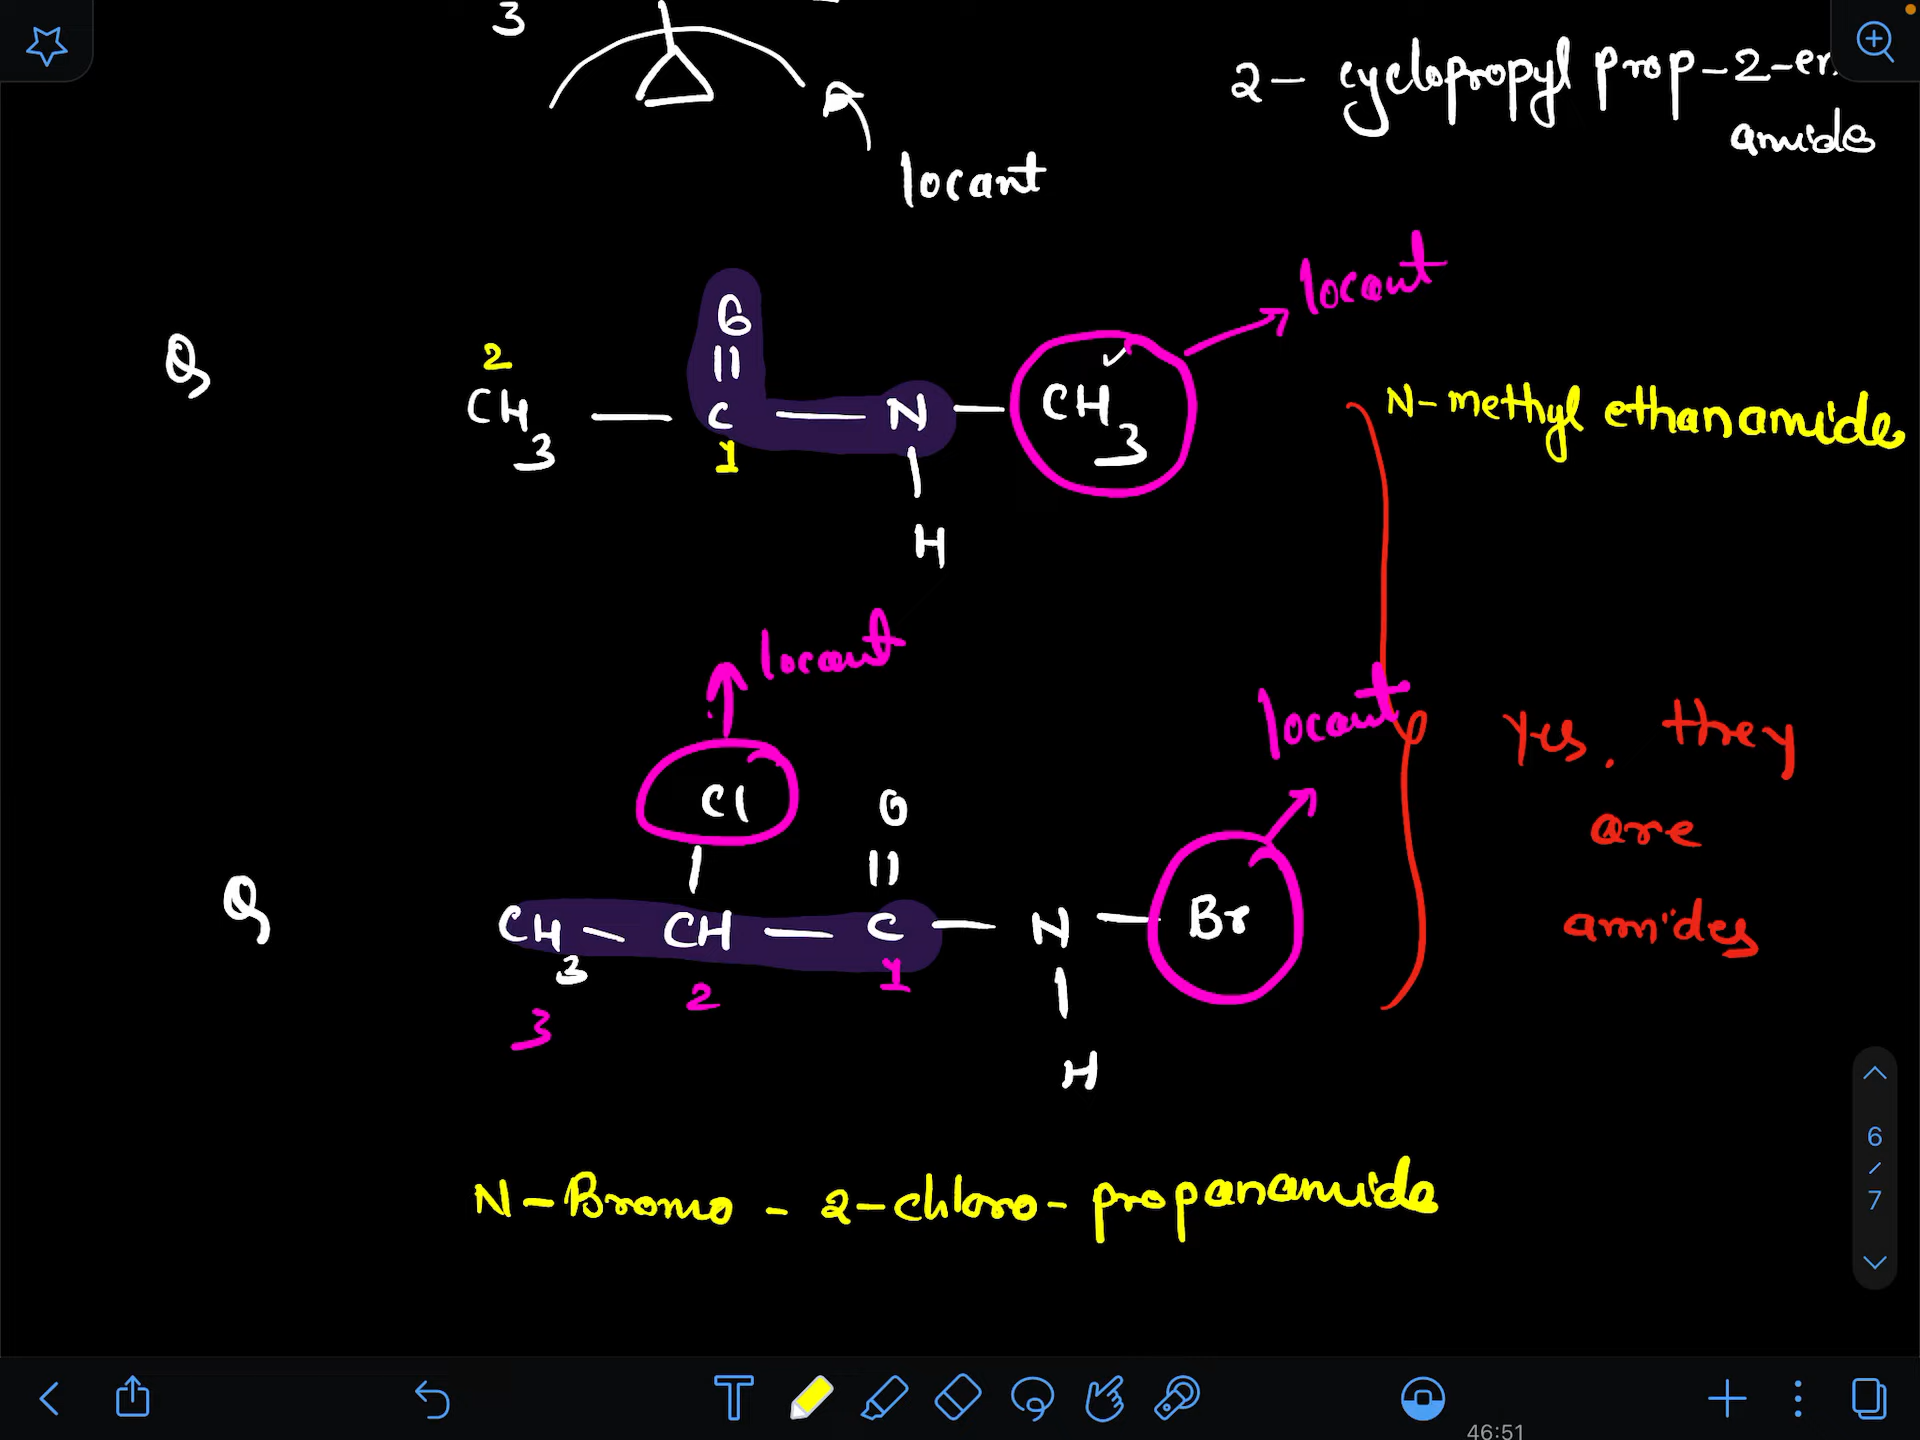 3
2- cyclopropyl prop-2-en
amide
locant
locant
O
Q 2 || ✓
CH3 — C — N — CH3 N-methyl ethanamide
1 |
H
locant
locant
Cl O Yes, they
| || are
Q CH3 — CH — C — N — Br amides
3 2 1 |
H
N-Bromo - 2-chloro- propanamide
6
/
7
T
46:51